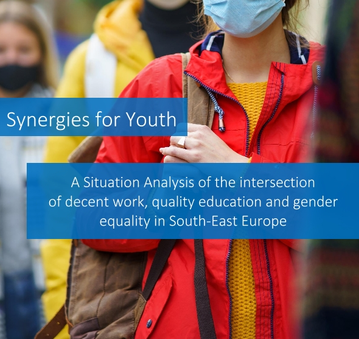 Synergies for Youth
A Situation Analysis of the intersection
of decent work, quality education and gender
equality in South-East Europe